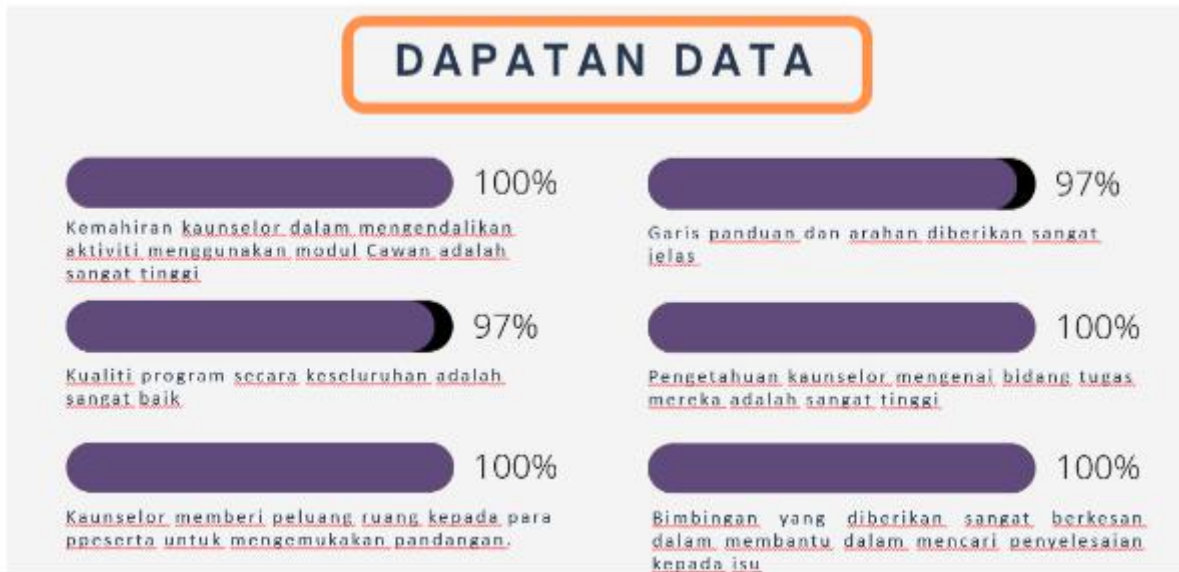 DAPATAN DATA
100%
Kemahiran kaunselor dalam mengendalikan
aktiviti menggunakan modul Cawan adalah
sangat tinggi
97%
Garis panduan dan arahan diberikan sangat
jelas
97%
Kualiti program secara keseluruhan adalah
sangat baik
100%
Pengetahuan kaunselor mengenai bidang tugas
mereka adalah sangat tinggi
100%
Kaunselor memberi peluang ruang kepada para
ppeserta untuk mengemukakan pandangan.
100%
Bimbingan yang diberikan sangat berkesan
dalam membantu dalam mencari penyelesaian
kepada isu